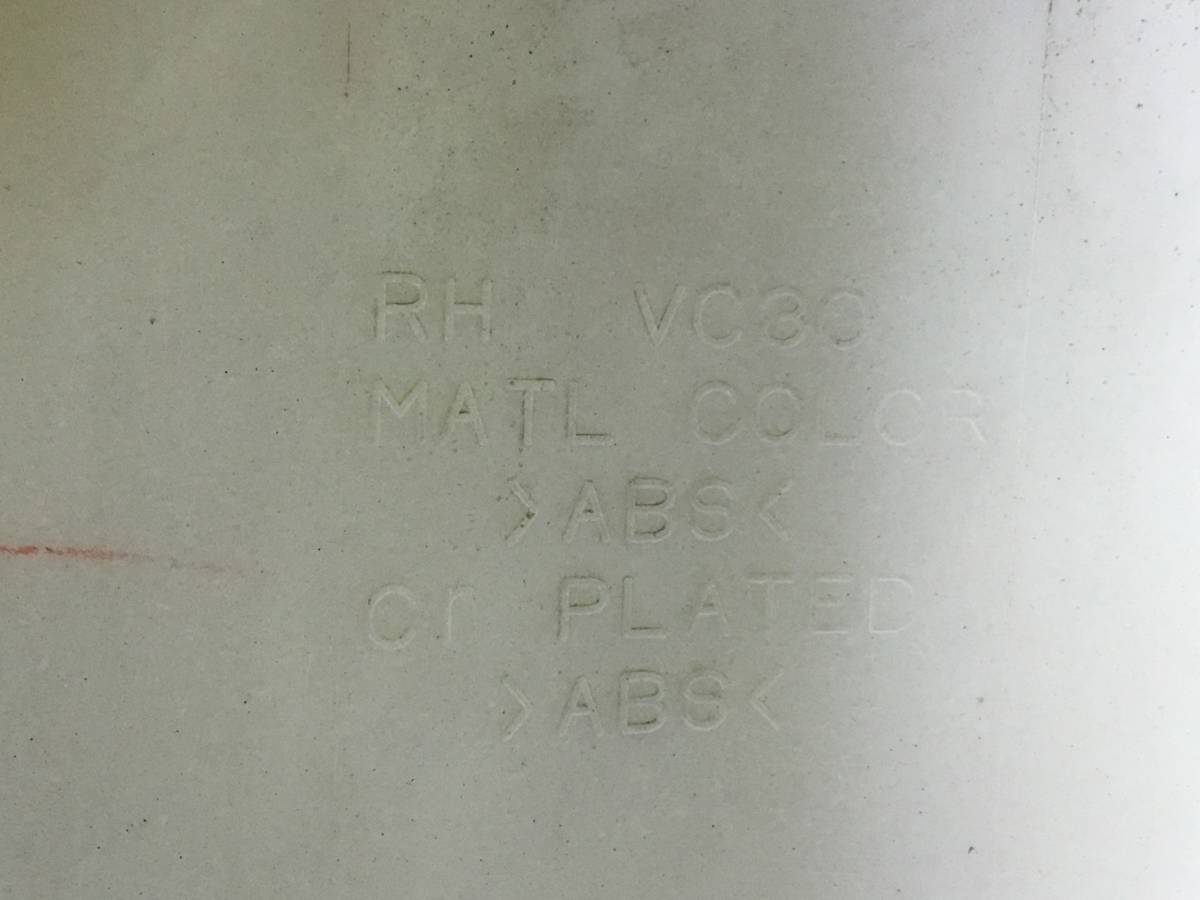 RH VC30
MATL COLOR
>ABS<
Cr PLATED
>ABS<